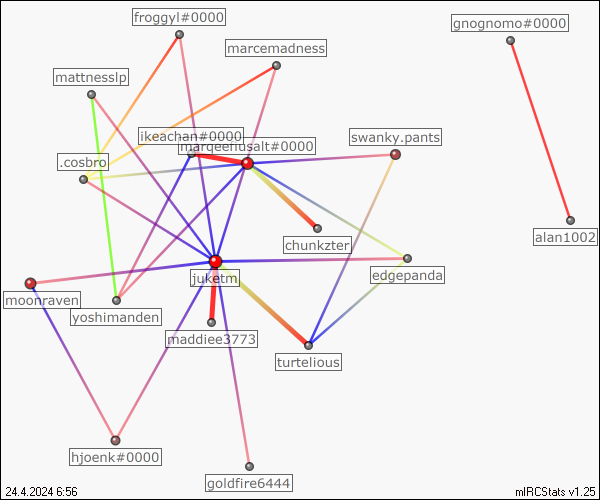 froggyl#0000
gnognomo#0000
marcemadness
mattnesslp
ikeachan#0000
swanky.pants
marqeefusalt#0000
.cosbro
alan1002
chunkzter
edgepanda
juketm
moonraven
yoshimanden
maddiee3773
turtelious
hjoenk#0000
goldfire6444
24.4.2024 6:56
mIRCStats v1.25